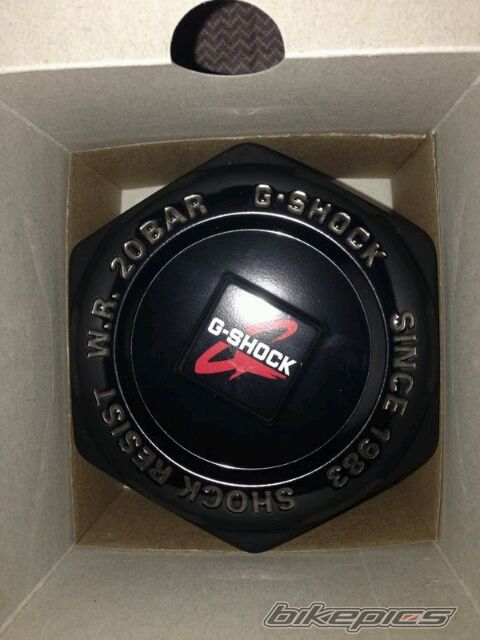 G-SHOCK
SINCE 1983
SHOCK RESIST
W.R. 20BAR
G-SHOCK
bikepics